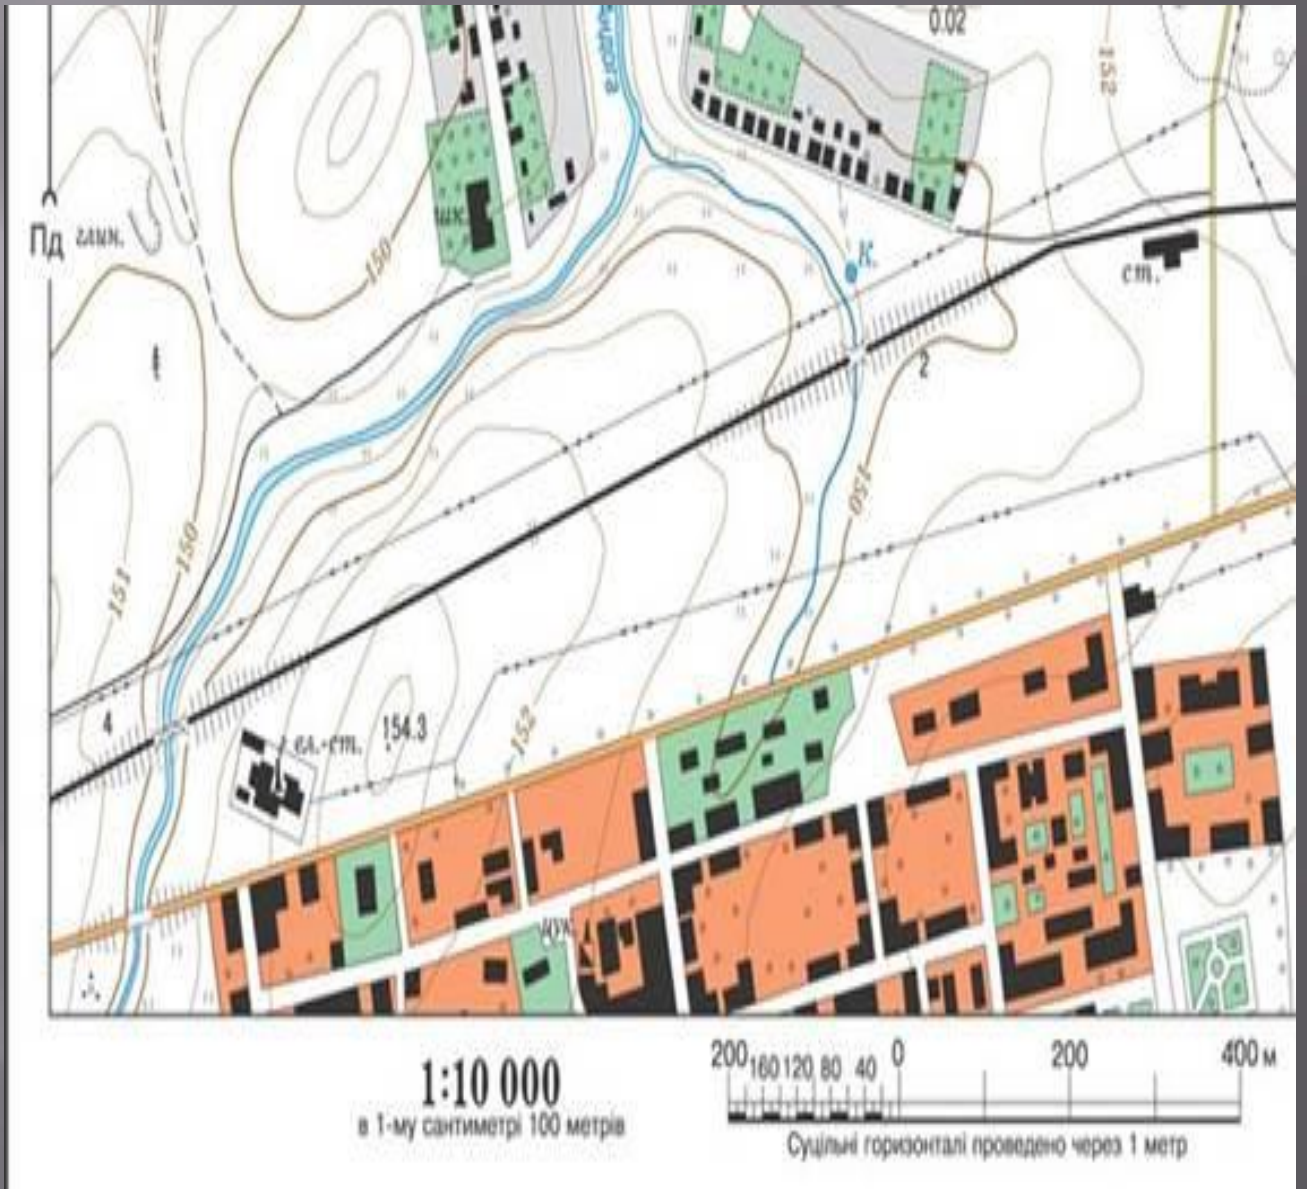 0.02
152
Пд
глин.
150
шк.
К.
ст.
2
150
150
151
4
ел.-ст.
154.3
152
цук.
1:10 000
в 1-му сантиметрі 100 метрів
200 160 120 80 40 0 200 400 м
Суцільні горизонталі проведено через 1 метр